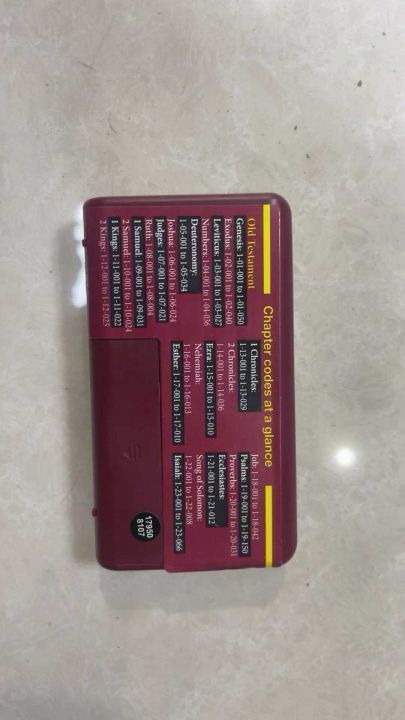 Chapter codes at a glance
Old Testament
Genesis: 1-01-001 to 1-01-050
Exodus: 1-02-001 to 1-02-040
Leviticus: 1-03-001 to 1-03-027
Numbers: 1-04-001 to 1-04-036
Deuteronomy:
1-05-001 to 1-05-034
Joshua: 1-06-001 to 1-06-024
Judges: 1-07-001 to 1-07-021
Ruth: 1-08-001 to 1-08-004
1 Samuel: 1-09-001 to 1-09-031
2 Samuel: 1-10-001 to 1-10-024
1 Kings: 1-11-001 to 1-11-022
2 Kings: 1-12-001 to 1-12-025
1 Chronicles:
1-13-001 to 1-13-029
2 Chronicles:
1-14-001 to 1-14-036
Ezra: 1-15-001 to 1-15-010
Nehemiah:
1-16-001 to 1-16-013
Esther: 1-17-001 to 1-17-010
Job: 1-18-001 to 1-18-042
Psalms: 1-19-001 to 1-19-150
Proverbs: 1-20-001 to 1-20-031
Ecclesiastes:
1-21-001 to 1-21-012
Song of Solomon:
1-22-001 to 1-22-008
Isaiah: 1-23-001 to 1-23-066
17950
8107